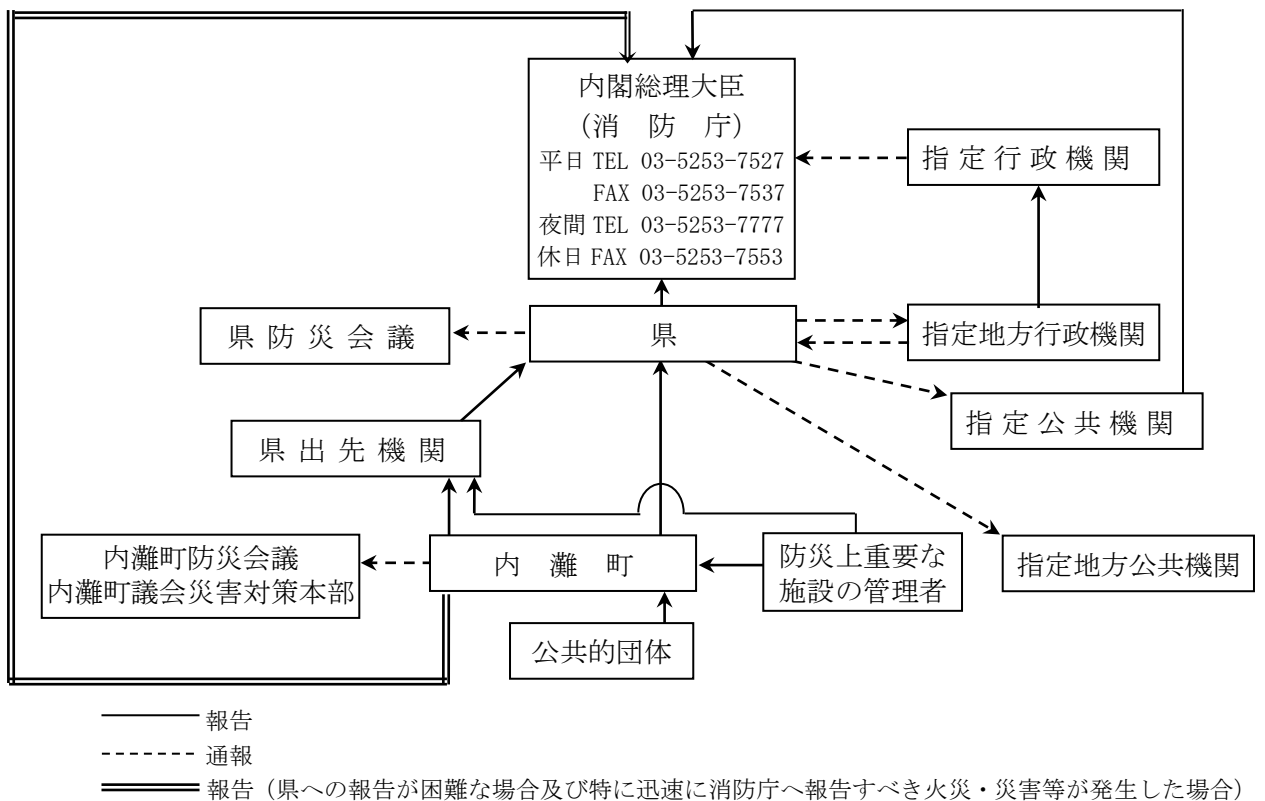 内閣総理大臣
（消　防　庁）
平日 TEL 03-5253-7527
FAX 03-5253-7537
夜間 TEL 03-5253-7777
休日 FAX 03-5253-7553
指 定 行 政 機 関
県 防 災 会 議
県
指定地方行政機関
指 定 公 共 機 関
県 出 先 機 関
内灘町防災会議
内灘町議会災害対策本部
内　灘　町
防災上重要な
施設の管理者
指定地方公共機関
公共的団体
報告
通報
報告（県への報告が困難な場合及び特に迅速に消防庁へ報告すべき火災・災害等が発生した場合）